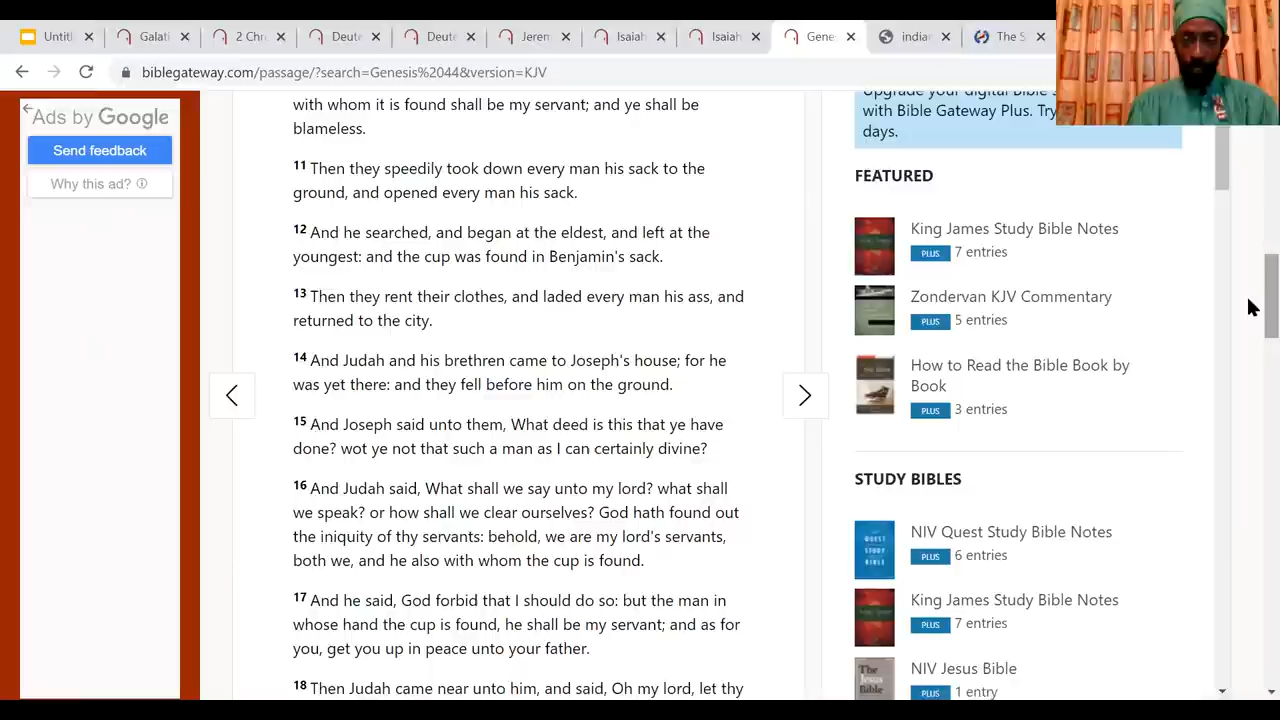 Untitl
Galati
2 Chr
Deute
Deute
Jerem
Isaiah
Isaiah
Gene
indian
The S
biblegateway.com/passage/?search=Genesis%2044&version=KJV
Ads by Google
Send feedback
Why this ad?
with whom it is found shall be my servant; and ye shall be
blameless.
11 Then they speedily took down every man his sack to the
ground, and opened every man his sack.
12 And he searched, and began at the eldest, and left at the
youngest: and the cup was found in Benjamin's sack.
13 Then they rent their clothes, and laded every man his ass, and
returned to the city.
14 And Judah and his brethren came to Joseph's house; for he
was yet there: and they fell before him on the ground.
15 And Joseph said unto them, What deed is this that ye have
done? wot ye not that such a man as I can certainly divine?
16 And Judah said, What shall we say unto my lord? what shall
we speak? or how shall we clear ourselves? God hath found out
the iniquity of thy servants: behold, we are my lord's servants,
both we, and he also with whom the cup is found.
17 And he said, God forbid that I should do so: but the man in
whose hand the cup is found, he shall be my servant; and as for
you, get you up in peace unto your father.
18 Then Judah came near unto him, and said, Oh my lord, let thy
Upgrade your digital Bible
with Bible Gateway Plus. Try
days.
FEATURED
King James Study Bible Notes
PLUS 7 entries
Zondervan KJV Commentary
PLUS 5 entries
How to Read the Bible Book by
Book
PLUS 3 entries
STUDY BIBLES
NIV Quest Study Bible Notes
PLUS 6 entries
King James Study Bible Notes
PLUS 7 entries
NIV Jesus Bible
PLUS 1 entry
QUEST
STUDY
BIBLE
The
Jesus
Bible